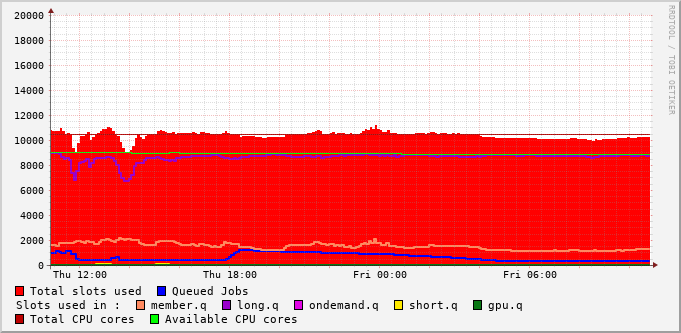 RRDTOOL / TOBI OETIKER
20000
18000
16000
14000
12000
10000
8000
6000
4000
2000
0
Thu 12:00 Thu 18:00 Fri 00:00 Fri 06:00
Total slots used Queued Jobs
Slots used in : member.q long.q ondemand.q short.q gpu.q
Total CPU cores Available CPU cores